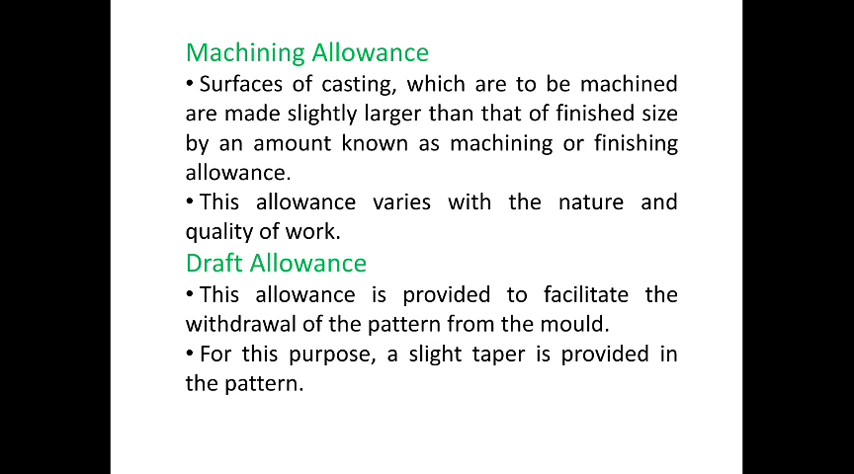 Machining Allowance
• Surfaces of casting, which are to be machined
are made slightly larger than that of finished size
by an amount known as machining or finishing
allowance.
• This allowance varies with the nature and
quality of work.
Draft Allowance
• This allowance is provided to facilitate the
withdrawal of the pattern from the mould.
• For this purpose, a slight taper is provided in
the pattern.